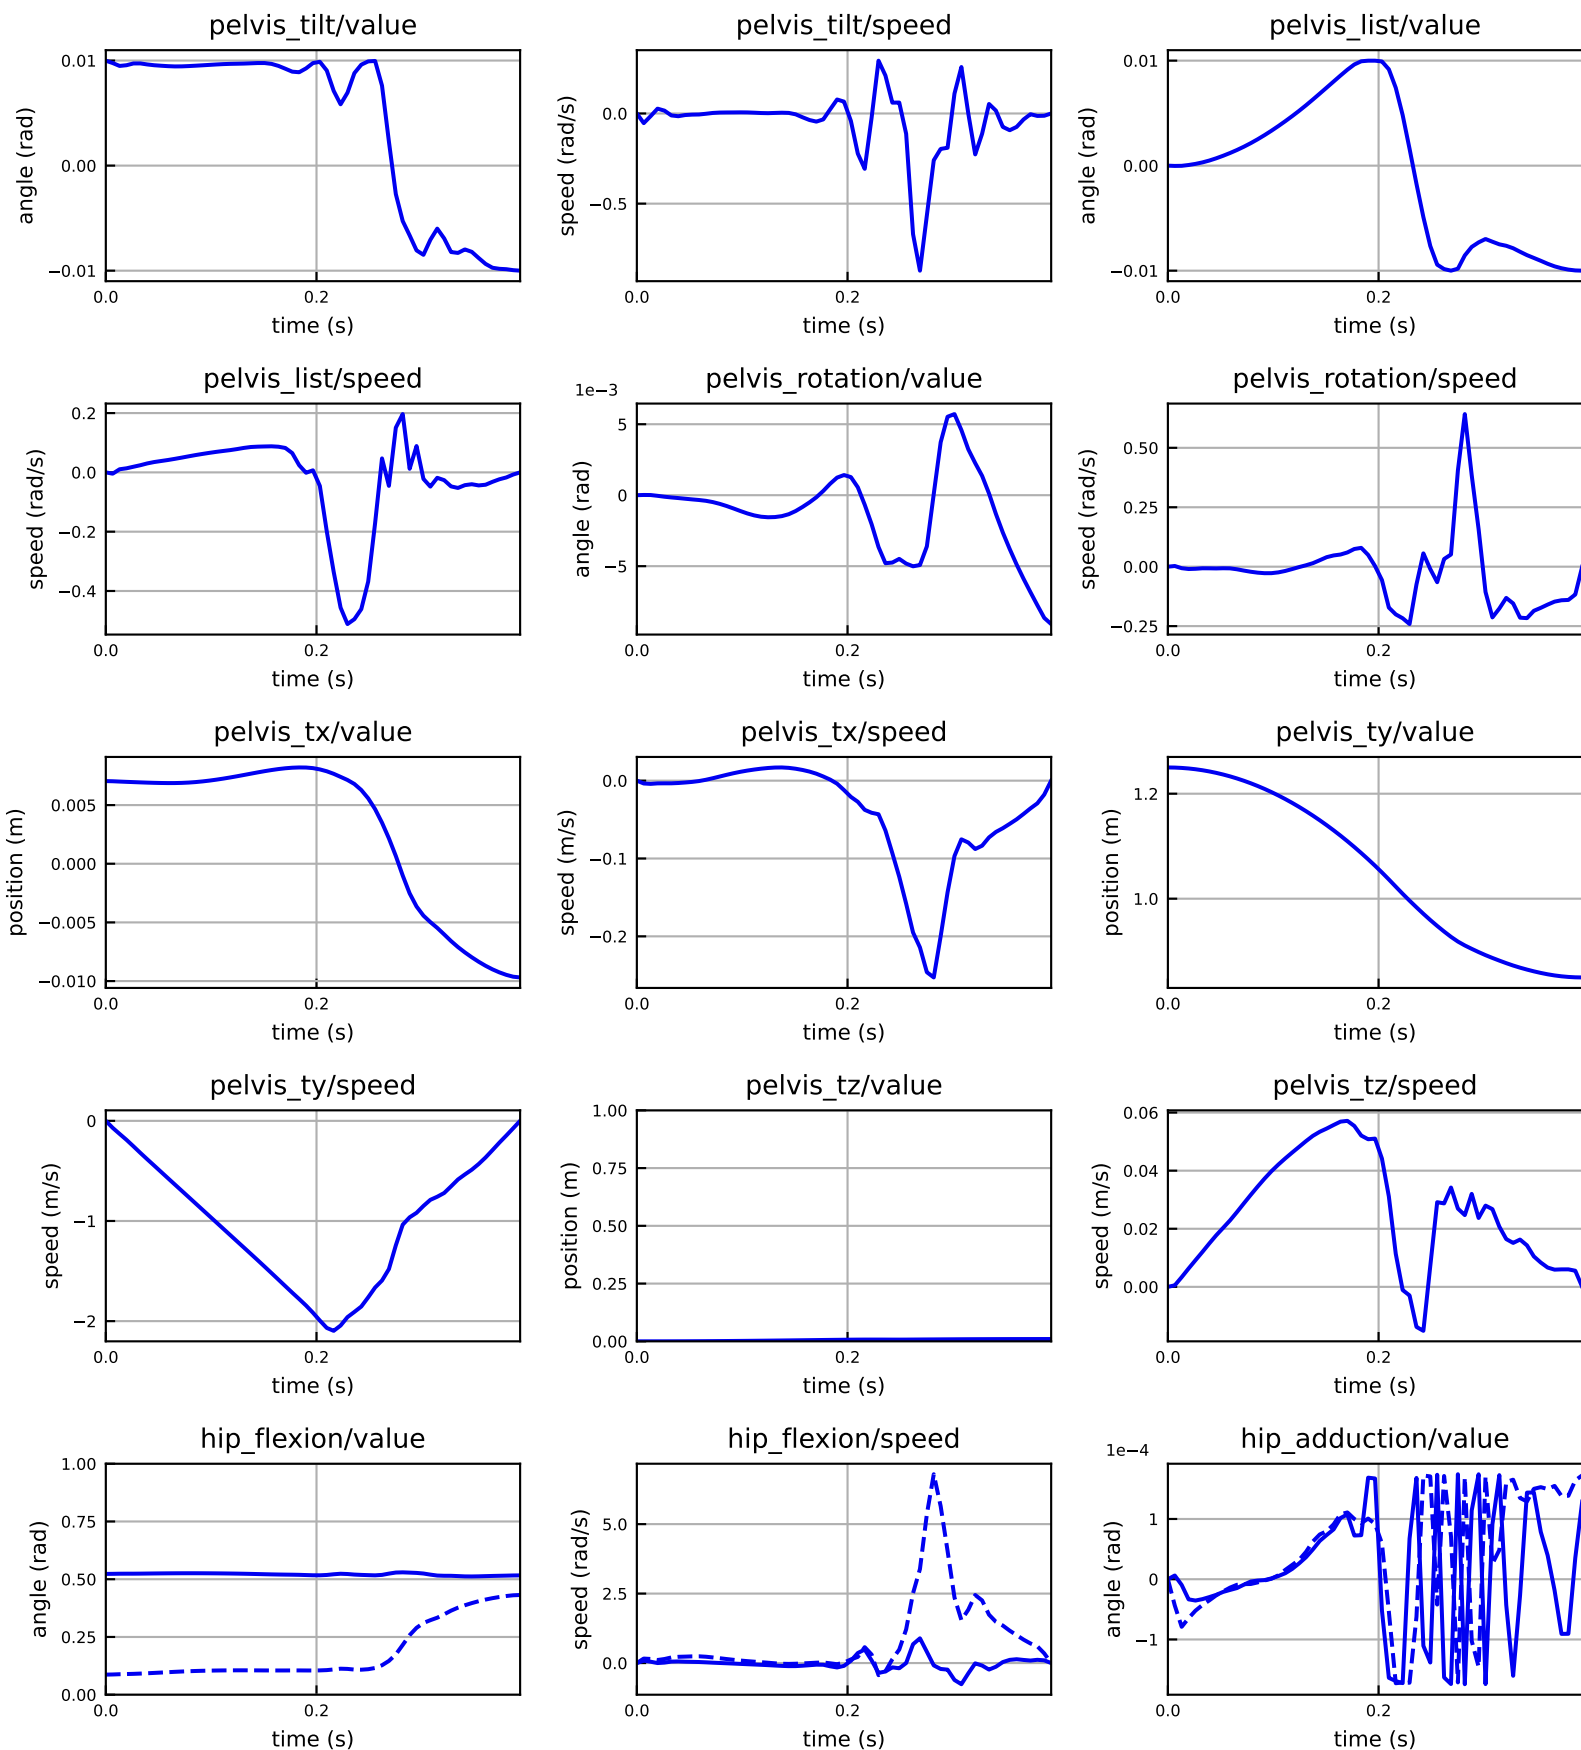 pelvis_tilt/value
pelvis_tilt/speed
pelvis_list/value
angle (rad)
0.01
0.00
−0.01
0.0
0.2
time (s)
speed (rad/s)
0.0
−0.5
0.0
0.2
time (s)
angle (rad)
0.01
0.00
−0.01
0.0
0.2
time (s)
pelvis_list/speed
pelvis_rotation/value
pelvis_rotation/speed
speed (rad/s)
0.2
0.0
−0.2
−0.4
0.0
0.2
time (s)
1e−3
angle (rad)
5
0
−5
0.0
0.2
time (s)
speed (rad/s)
0.50
0.25
0.00
−0.25
0.0
0.2
time (s)
pelvis_tx/value
pelvis_tx/speed
pelvis_ty/value
position (m)
0.005
0.000
−0.005
−0.010
0.0
0.2
time (s)
speed (m/s)
0.0
−0.1
−0.2
0.0
0.2
time (s)
position (m)
1.2
1.0
0.0
0.2
time (s)
pelvis_ty/speed
pelvis_tz/value
pelvis_tz/speed
speed (m/s)
0
−1
−2
0.0
0.2
time (s)
position (m)
1.00
0.75
0.50
0.25
0.00
0.0
0.2
time (s)
speed (m/s)
0.06
0.04
0.02
0.00
0.0
0.2
time (s)
hip_flexion/value
hip_flexion/speed
hip_adduction/value
angle (rad)
1.00
0.75
0.50
0.25
0.00
0.0
0.2
time (s)
speed (rad/s)
5.0
2.5
0.0
0.0
0.2
time (s)
1e−4
angle (rad)
1
0
−1
0.0
0.2
time (s)